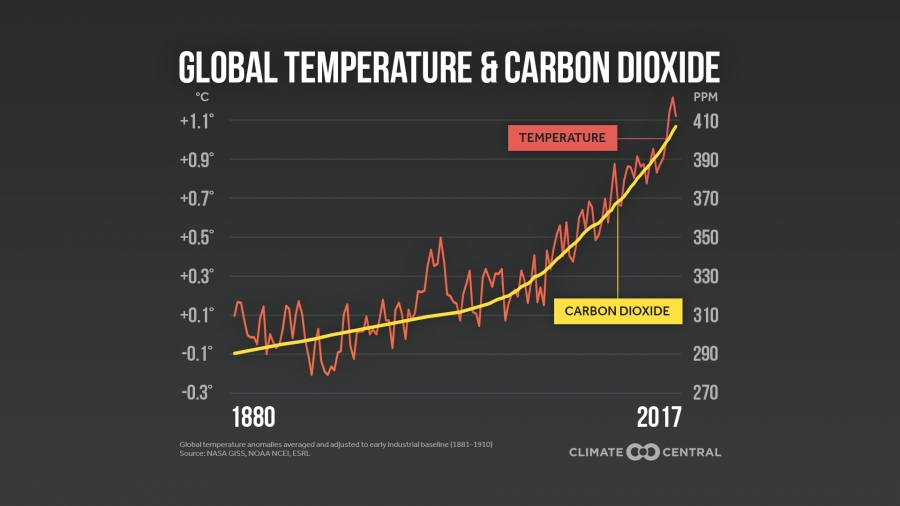 GLOBAL TEMPERATURE & CARBON DIOXIDE
°C PPM
+1.1° 410
TEMPERATURE
+0.9° 390
+0.7° 370
+0.5° 350
+0.3° 330
+0.1° 310
CARBON DIOXIDE
-0.1° 290
-0.3° 270
1880 2017
Global temperature anomalies averaged and adjusted to early industrial baseline (1881-1910)
Source: NASA GISS, NOAA NCEI, ESRL
CLIMATE CENTRAL